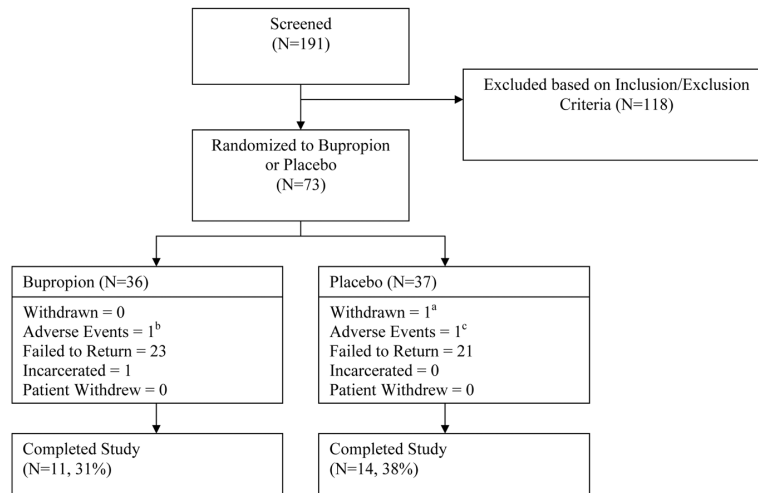 Screened
(N=191)
Excluded based on Inclusion/Exclusion
Criteria (N=118)
Randomized to Bupropion
or Placebo
(N=73)
Bupropion (N=36)
Withdrawn = 0
Adverse Events = 1ᵇ
Failed to Return = 23
Incarcerated = 1
Patient Withdrew = 0
Placebo (N=37)
Withdrawn = 1ᵃ
Adverse Events = 1ᶜ
Failed to Return = 21
Incarcerated = 0
Patient Withdrew = 0
Completed Study
(N=11, 31%)
Completed Study
(N=14, 38%)